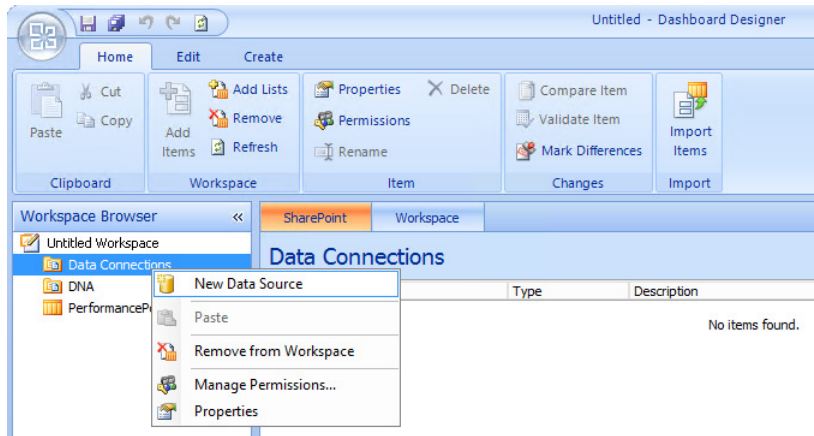 Untitled - Dashboard Designer
Home Edit Create
Paste
Cut
Copy
Clipboard
Add Items
Add Lists
Remove
Refresh
Workspace
Properties
Delete
Permissions
Rename
Item
Compare Item
Validate Item
Mark Differences
Changes
Import Items
Import
Workspace Browser «
SharePoint Workspace
Untitled Workspace
Data Connections
DNA
Data Connections
Type Description
No items found.
New Data Source
Paste
Remove from Workspace
Manage Permissions...
Properties